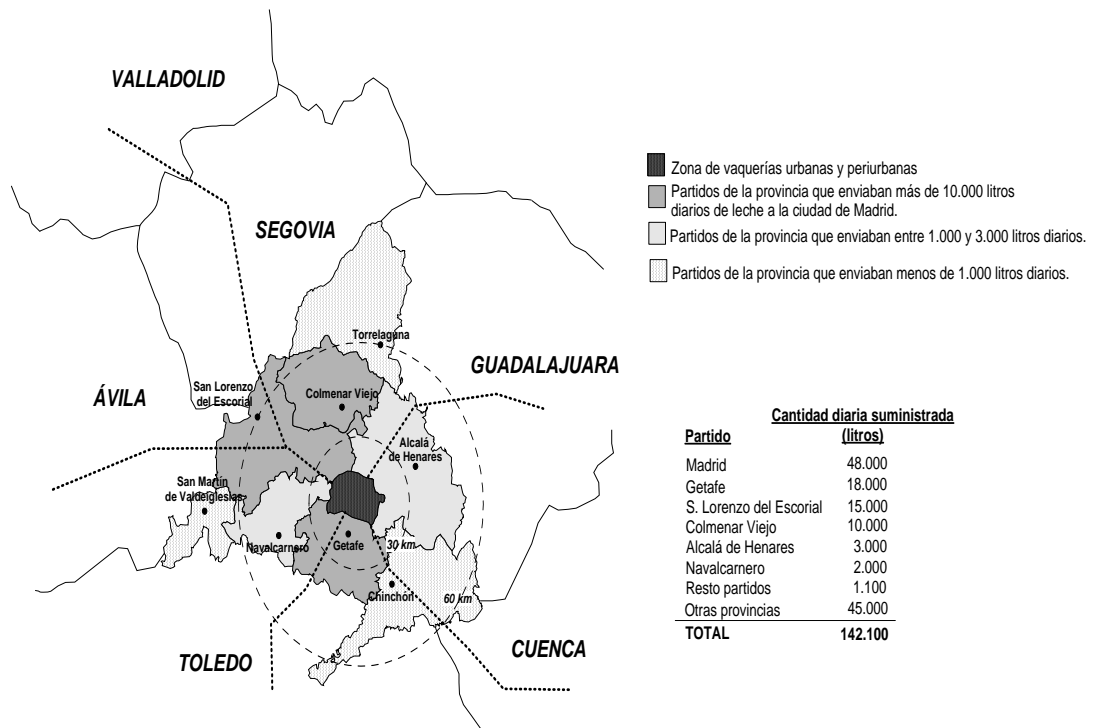 VALLADOLID
SEGOVIA
Torrelaguna
GUADALAJUARA
ÁVILA
San Lorenzo
del Escorial
Colmenar Viejo
Alcalá
de Henares
San Martín
de Valdeiglesias
Navalcarnero
Getafe
30 km
Chinchón
60 km
TOLEDO
CUENCA
Zona de vaquerías urbanas y periurbanas
Partidos de la provincia que enviaban más de 10.000 litros
diarios de leche a la ciudad de Madrid.
Partidos de la provincia que enviaban entre 1.000 y 3.000 litros diarios.
Partidos de la provincia que enviaban menos de 1.000 litros diarios.
Cantidad diaria suministrada
Partido (litros)
Madrid 48.000
Getafe 18.000
S. Lorenzo del Escorial 15.000
Colmenar Viejo 10.000
Alcalá de Henares 3.000
Navalcarnero 2.000
Resto partidos 1.100
Otras provincias 45.000
TOTAL 142.100